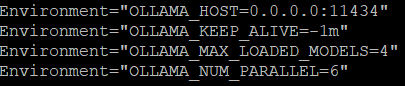 Environment="OLLAMA_HOST=0.0.0.0:11434"
Environment="OLLAMA_KEEP_ALIVE=-1m"
Environment="OLLAMA_MAX_LOADED_MODELS=4"
Environment="OLLAMA_NUM_PARALLEL=6"